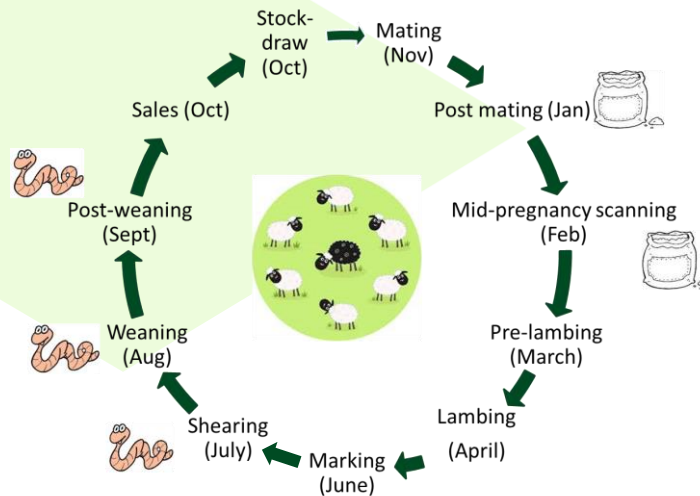 Stock-
draw
(Oct)
Mating
(Nov)
Post mating (Jan)
Mid-pregnancy scanning
(Feb)
Pre-lambing
(March)
Lambing
(April)
Marking
(June)
Shearing
(July)
Weaning
(Aug)
Post-weaning
(Sept)
Sales (Oct)